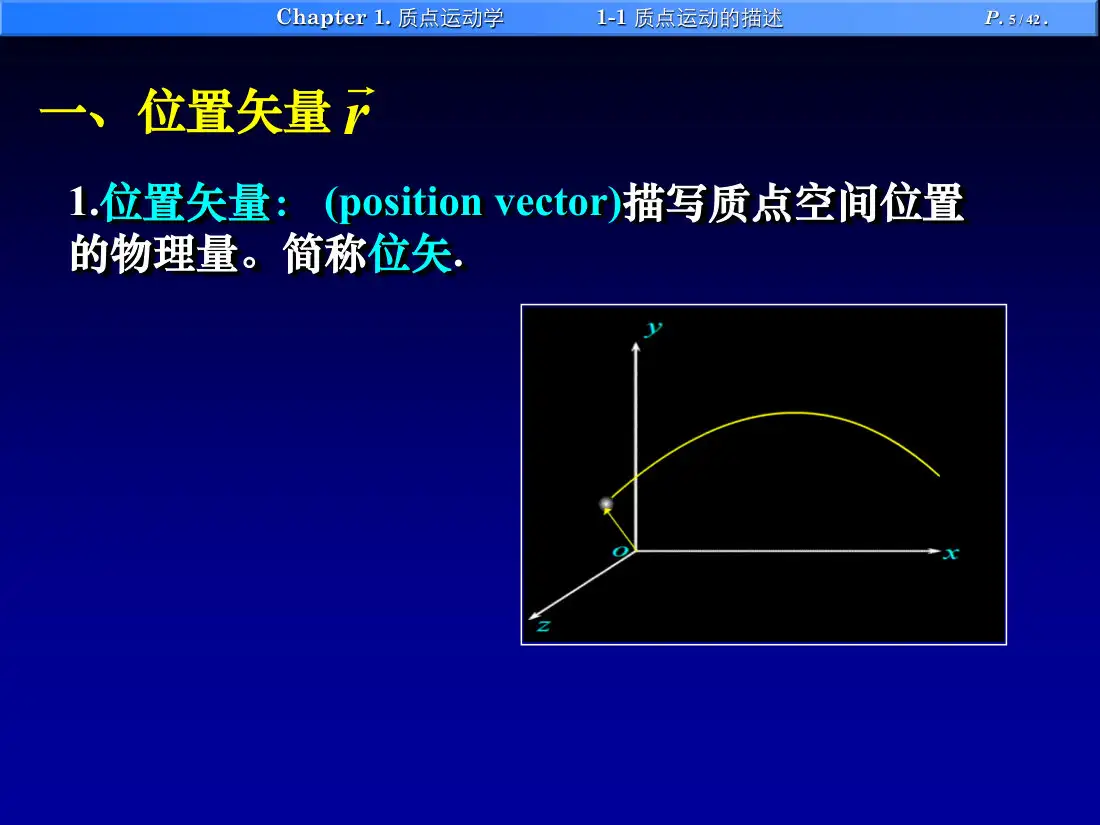 Chapter 1. 质点运动学 1-1 质点运动的描述 P. 5 / 42 .
一、位置矢量 r⃗
1.位置矢量： (position vector)描写质点空间位置
的物理量。简称位矢.
y
o
x
z